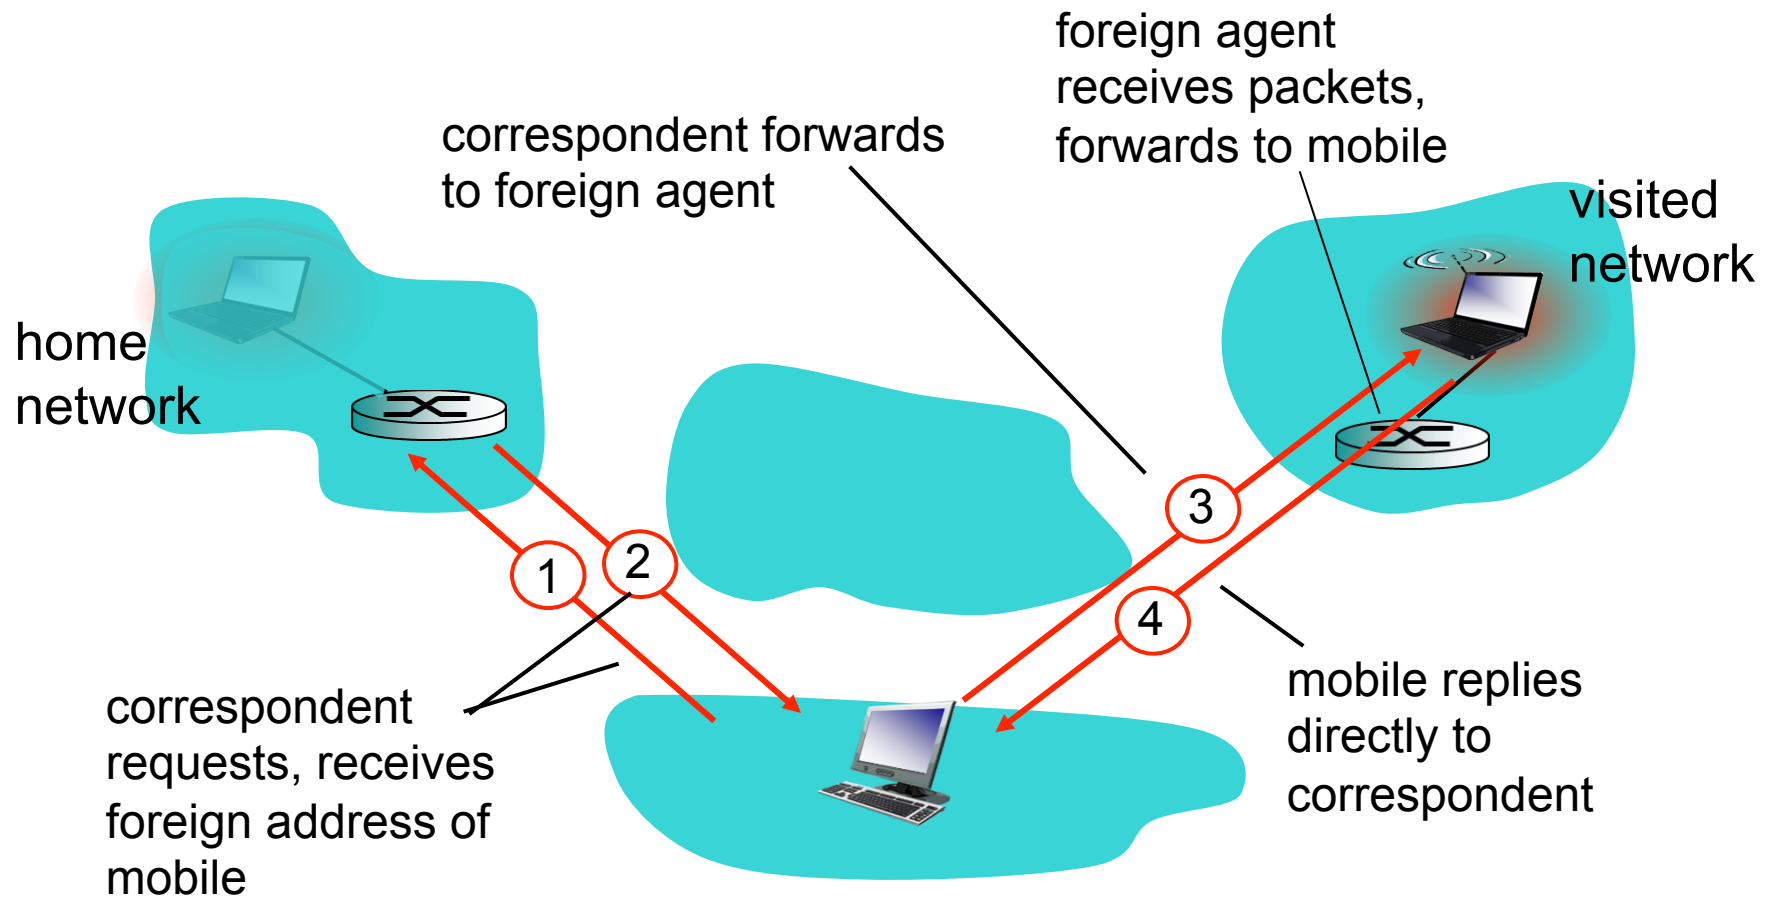 foreign agent
receives packets,
forwards to mobile
correspondent forwards
to foreign agent
visited
network
home
network
3
2
1
4
correspondent
requests, receives
foreign address of
mobile
mobile replies
directly to
correspondent